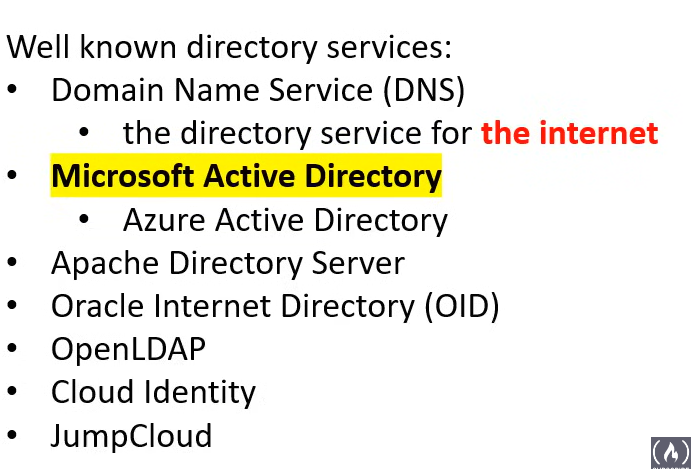 Well known directory services:
• Domain Name Service (DNS)
• the directory service for the internet
• Microsoft Active Directory
• Azure Active Directory
• Apache Directory Server
• Oracle Internet Directory (OID)
• OpenLDAP
• Cloud Identity
• JumpCloud